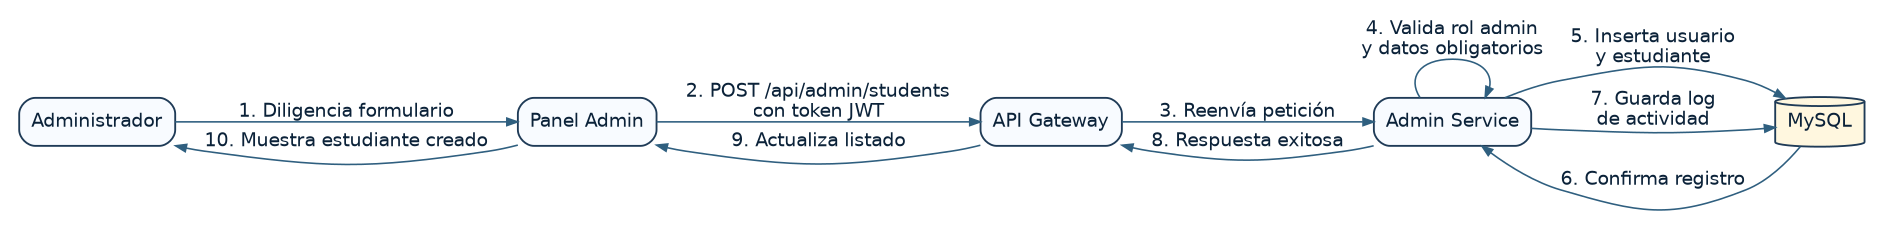 4. Valida rol admin
y datos obligatorios
5. Inserta usuario
y estudiante
2. POST /api/admin/students
con token JWT
7. Guarda log
de actividad
1. Diligencia formulario
3. Reenvía petición
Administrador
Panel Admin
API Gateway
Admin Service
MySQL
10. Muestra estudiante creado
9. Actualiza listado
8. Respuesta exitosa
6. Confirma registro